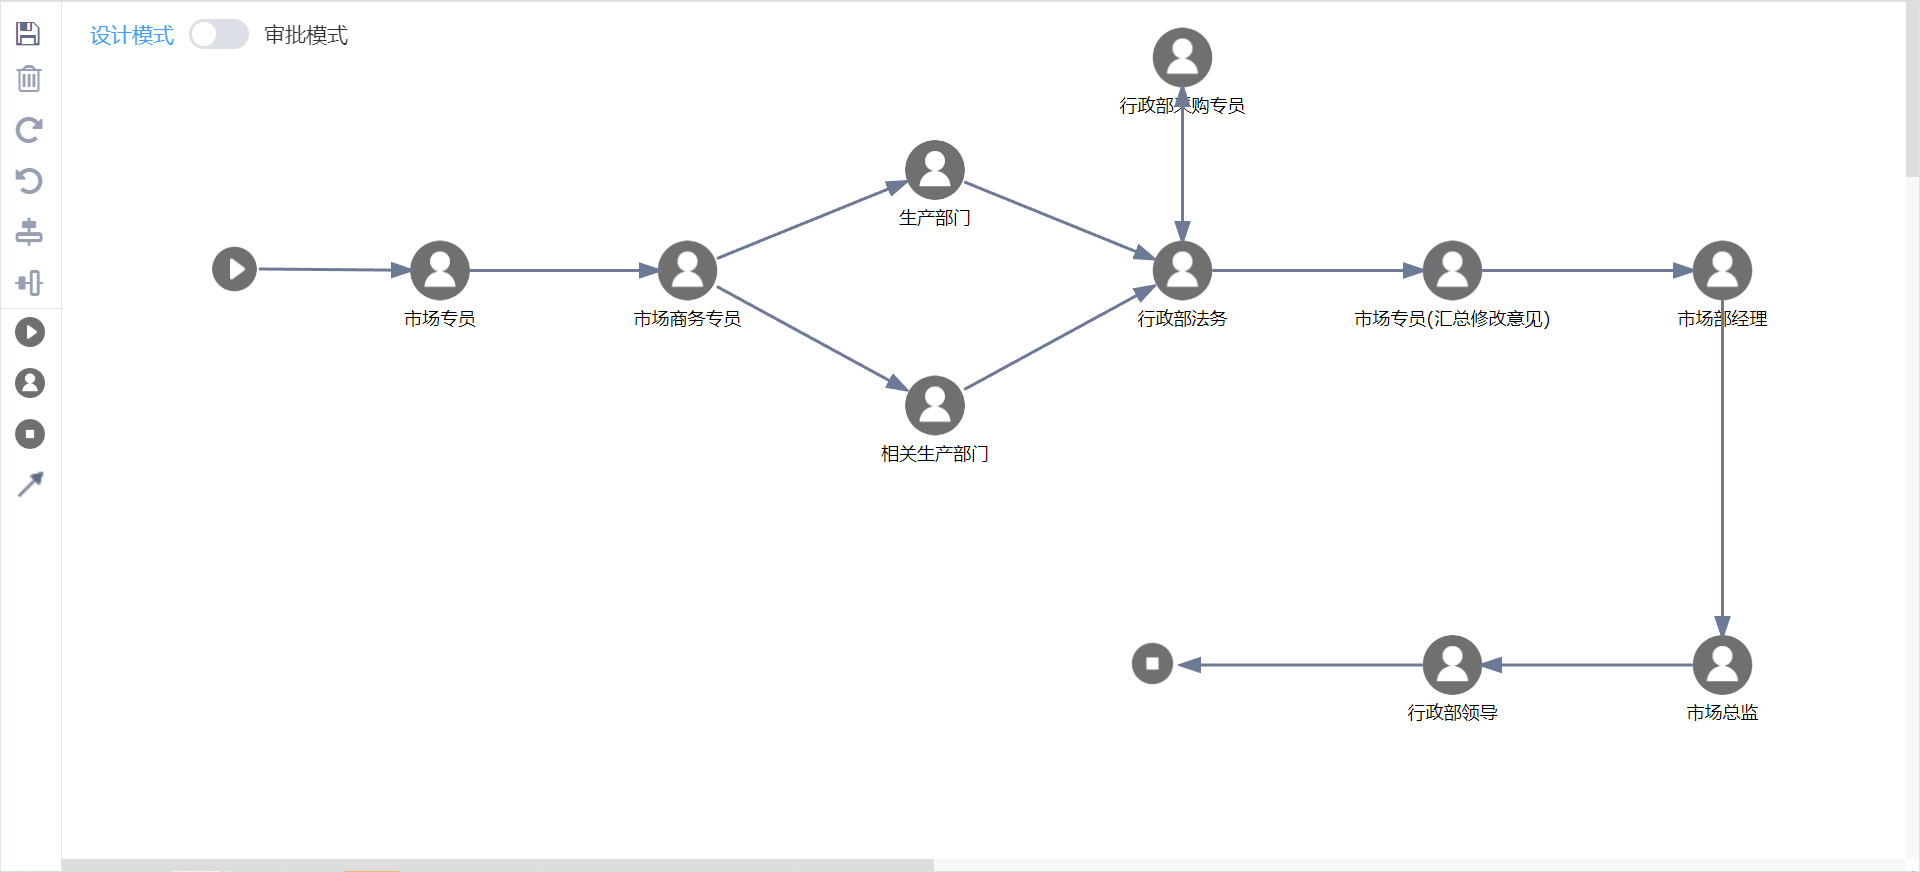 设计模式 审批模式
行政部采购专员
生产部门
市场专员
市场商务专员
行政部法务
市场专员(汇总修改意见)
市场部经理
相关生产部门
行政部领导
市场总监